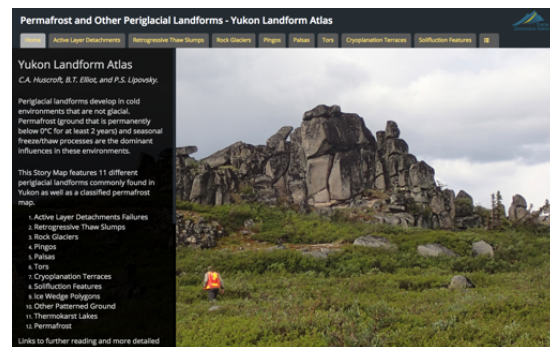 Permafrost and Other Periglacial Landforms - Yukon Landform Atlas
Home Active Layer Detachments Retrogressive Thaw Slumps Rock Glaciers Pingos Palsas Tors Cryoplanation Terraces Solifluction Features
Yukon Landform Atlas
C.A. Huscroft, B.T. Elliot, and P.S. Lipovsky.
Periglacial landforms develop in cold
environments that are not glacial.
Permafrost (ground that is permanently
below 0°C for at least 2 years) and seasonal
freeze/thaw processes are the dominant
influences in these environments.
This Story Map features 11 different
periglacial landforms commonly found in
Yukon as well as a classified permafrost
map.
1. Active Layer Detachments Failures
2. Retrogressive Thaw Slumps
3. Rock Glaciers
4. Pingos
5. Palsas
6. Tors
7. Cryoplanation Terraces
8. Solifluction Features
9. Ice Wedge Polygons
10. Other Patterned Ground
11. Thermokarst Lakes
12. Permafrost
Links to further reading and more detailed